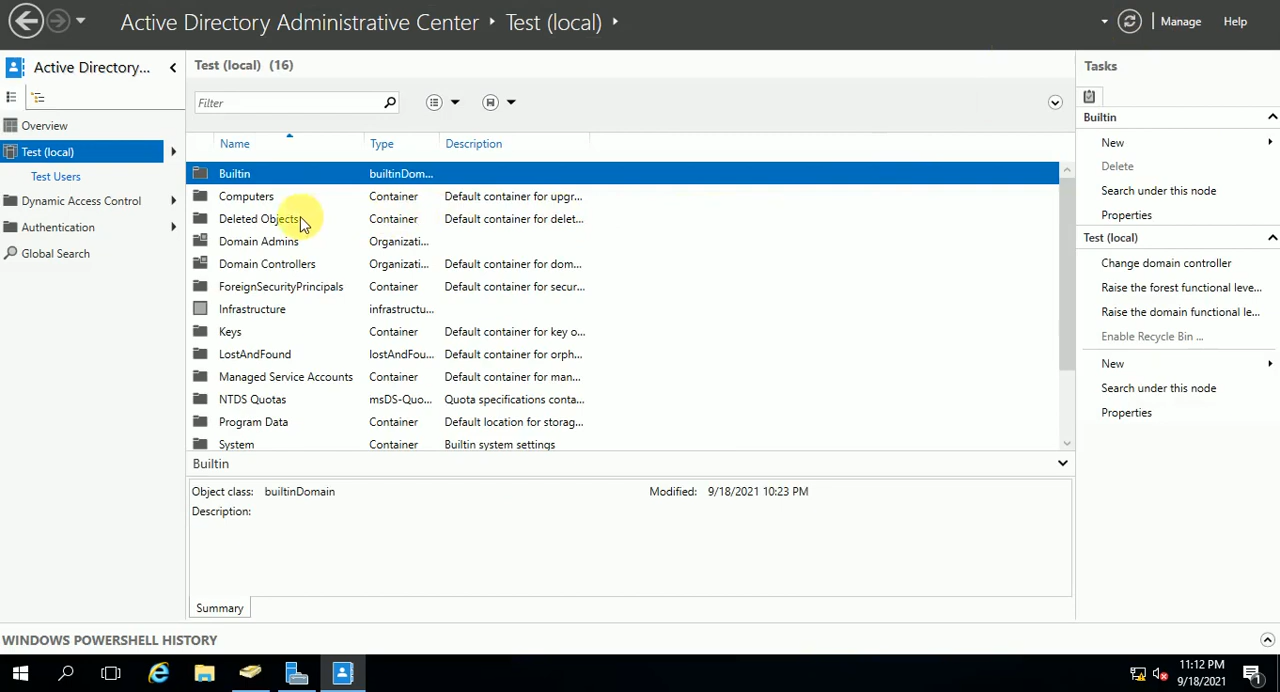 Active Directory Administrative Center • Test (local) •
Manage
Help
Active Directory...
Overview
Test (local)
Test Users
Dynamic Access Control
Authentication
Global Search
Test (local) (16)
Filter
Name Type Description
Builtin builtinDom...
Computers Container Default container for upgr...
Deleted Objects Container Default container for delet...
Domain Admins Organizati...
Domain Controllers Organizati... Default container for dom...
ForeignSecurityPrincipals Container Default container for secur...
Infrastructure infrastructu...
Keys Container Default container for key o...
LostAndFound lostAndFou... Default container for orph...
Managed Service Accounts Container Default container for man...
NTDS Quotas msDS-Quo... Quota specifications conta...
Program Data Container Default location for storag...
System Container Builtin system settings
Builtin
Object class: builtinDomain Modified: 9/18/2021 10:23 PM
Description:
Summary
Tasks
Builtin
New
Delete
Search under this node
Properties
Test (local)
Change domain controller
Raise the forest functional leve...
Raise the domain functional le...
Enable Recycle Bin ...
New
Search under this node
Properties
WINDOWS POWERSHELL HISTORY
11:12 PM
9/18/2021
1